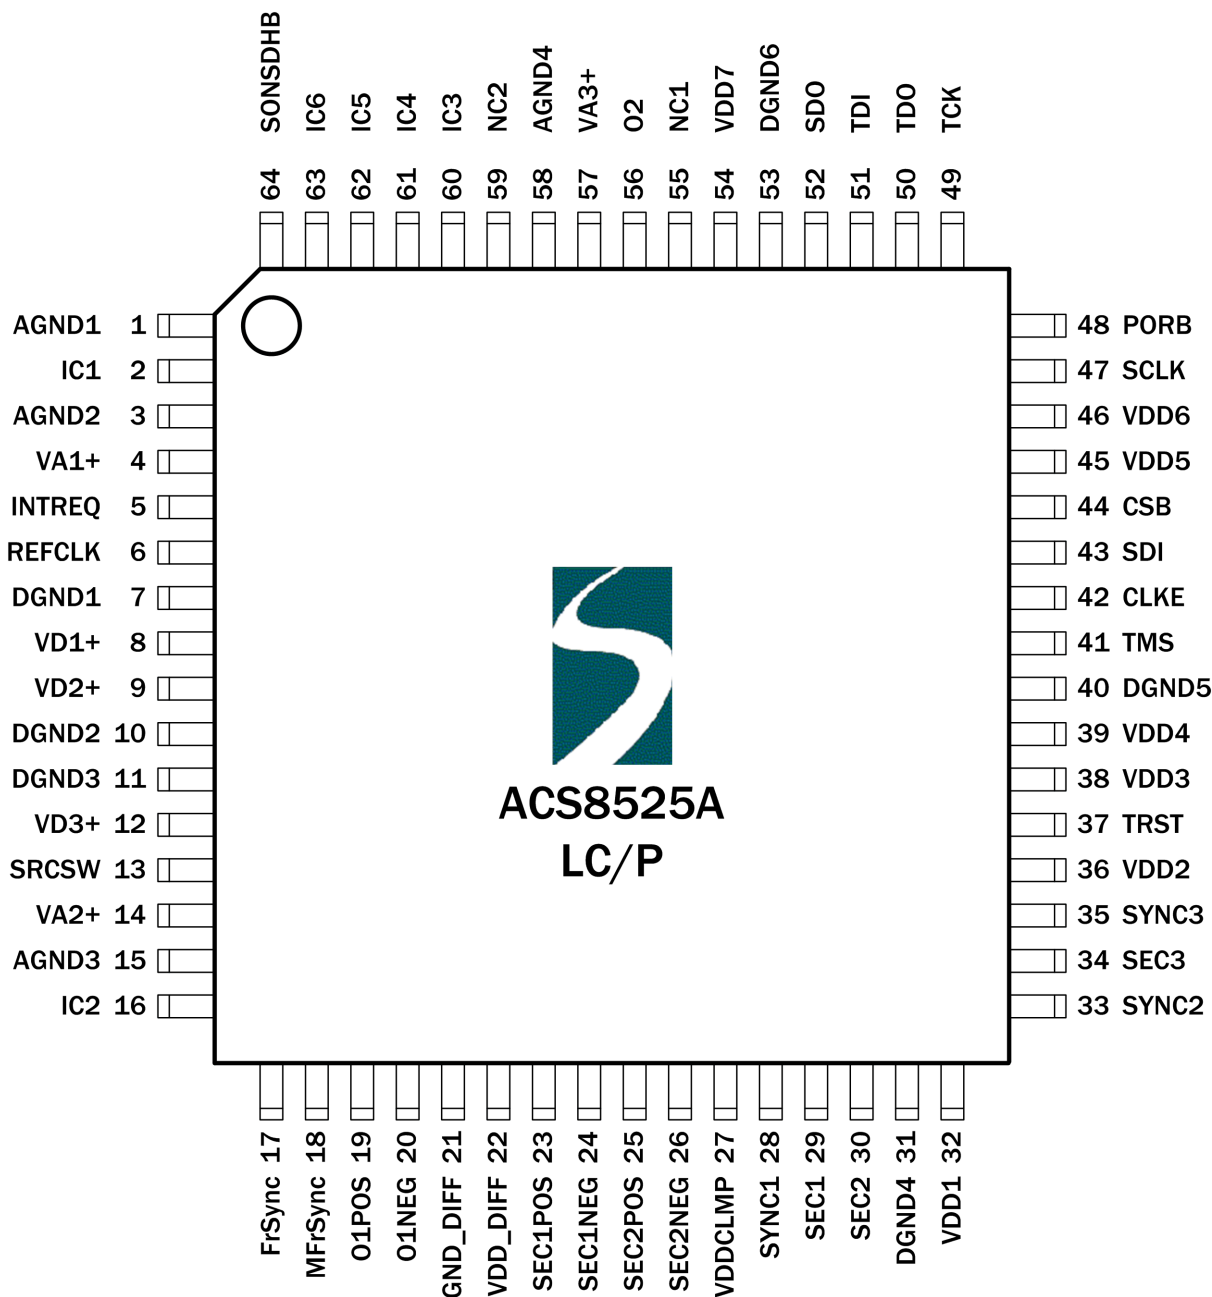 SONSDHB
IC6
IC5
IC4
IC3
NC2
AGND4
VA3+
O2
NC1
VDD7
DGND6
SDO
TDI
TDO
TCK
64
63
62
61
60
59
58
57
56
55
54
53
52
51
50
49
AGND1 1
IC1 2
AGND2 3
VA1+ 4
INTREQ 5
REFCLK 6
DGND1 7
VD1+ 8
VD2+ 9
DGND2 10
DGND3 11
VD3+ 12
SRCSW 13
VA2+ 14
AGND3 15
IC2 16
48 PORB
47 SCLK
46 VDD6
45 VDD5
44 CSB
43 SDI
42 CLKE
41 TMS
40 DGND5
39 VDD4
38 VDD3
37 TRST
36 VDD2
35 SYNC3
34 SEC3
33 SYNC2
ACS8525A
LC/P
FrSync 17
MFrSync 18
O1POS 19
O1NEG 20
GND_DIFF 21
VDD_DIFF 22
SEC1POS 23
SEC1NEG 24
SEC2POS 25
SEC2NEG 26
VDDCLMP 27
SYNC1 28
SEC1 29
SEC2 30
DGND4 31
VDD1 32